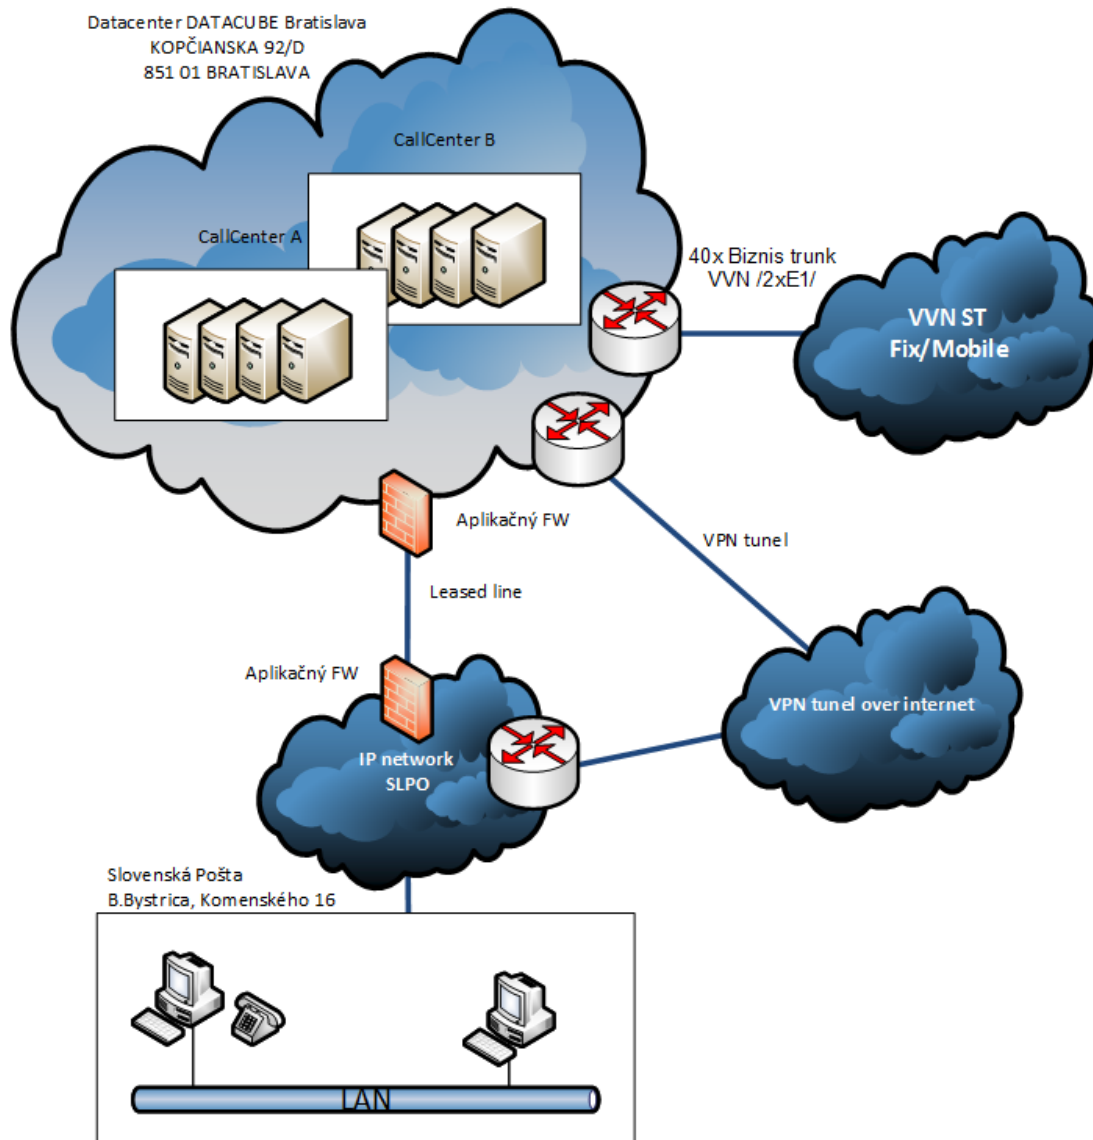 Datacenter DATACUBE Bratislava
KOPČIANSKA 92/D
851 01 BRATISLAVA
CallCenter B
CallCenter A
40x Biznis trunk
VVN /2xE1/
VVN ST
Fix/Mobile
Aplikačný FW
VPN tunel
Leased line
Aplikačný FW
VPN tunel over internet
IP network
SLPO
Slovenská Pošta
B.Bystrica, Komenského 16
LAN